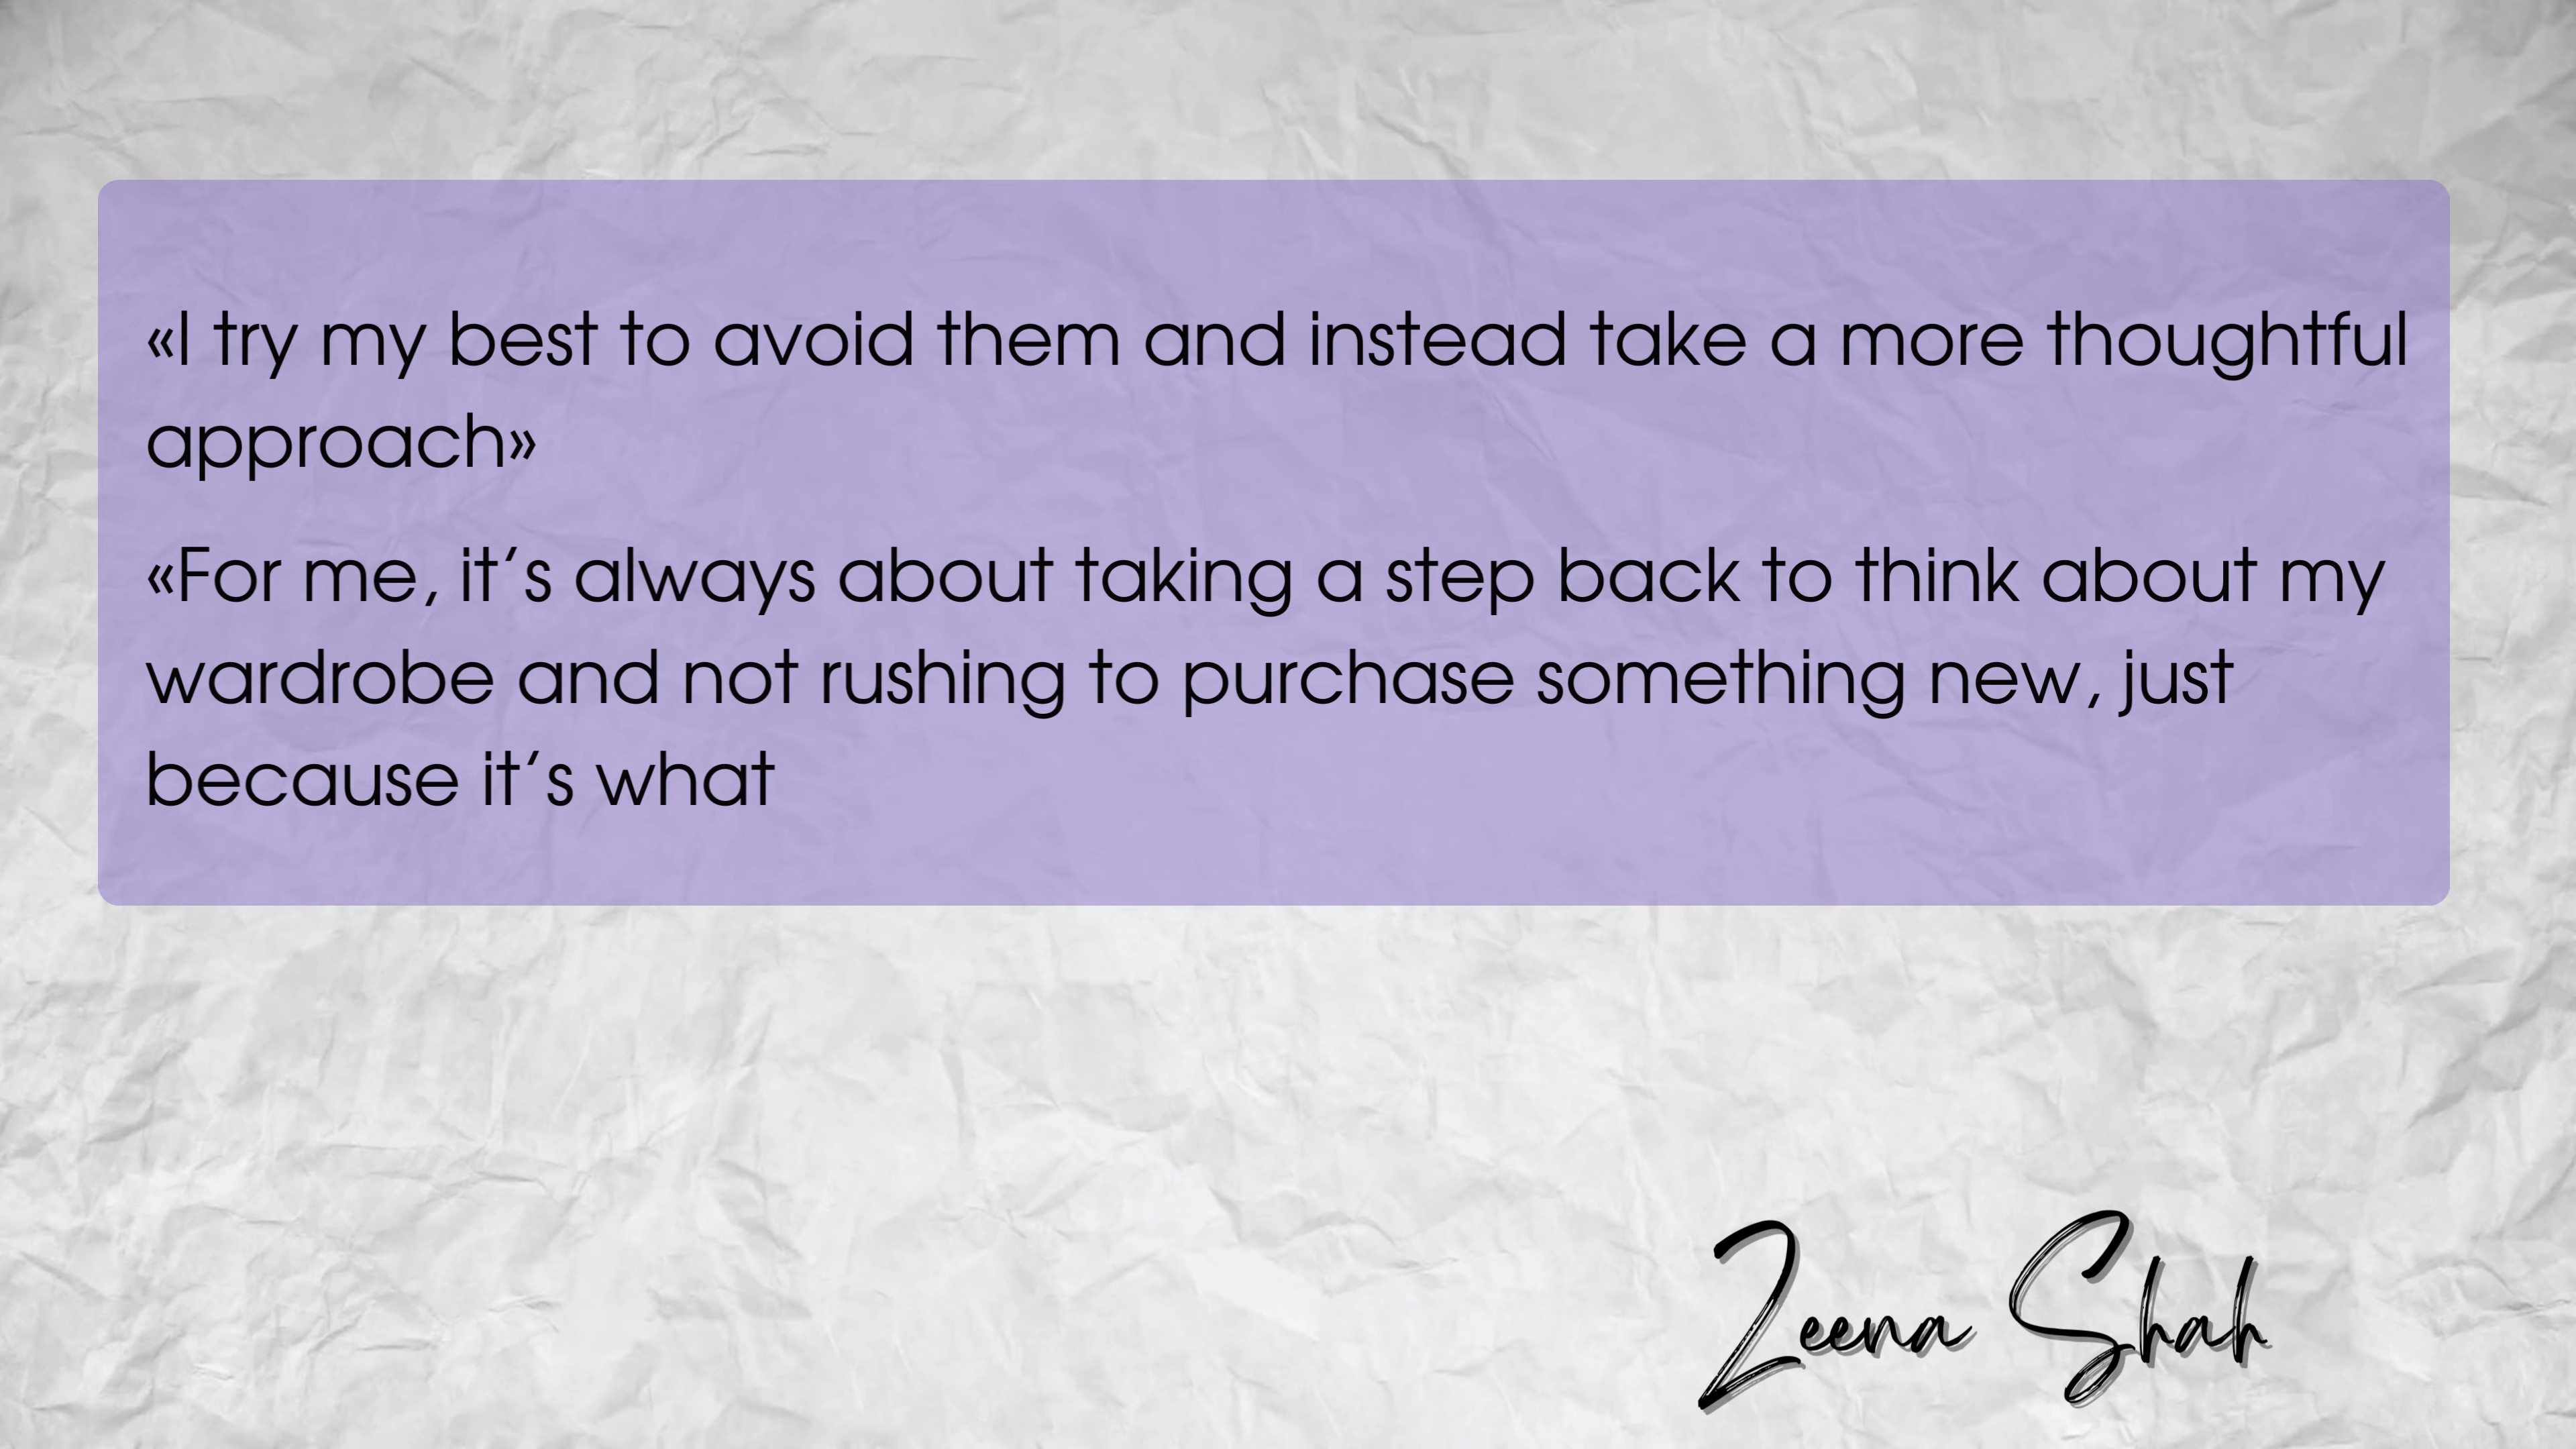 «I try my best to avoid them and instead take a more thoughtful
approach»
«For me, it’s always about taking a step back to think about my
wardrobe and not rushing to purchase something new, just
because it’s what
Zeena Shah